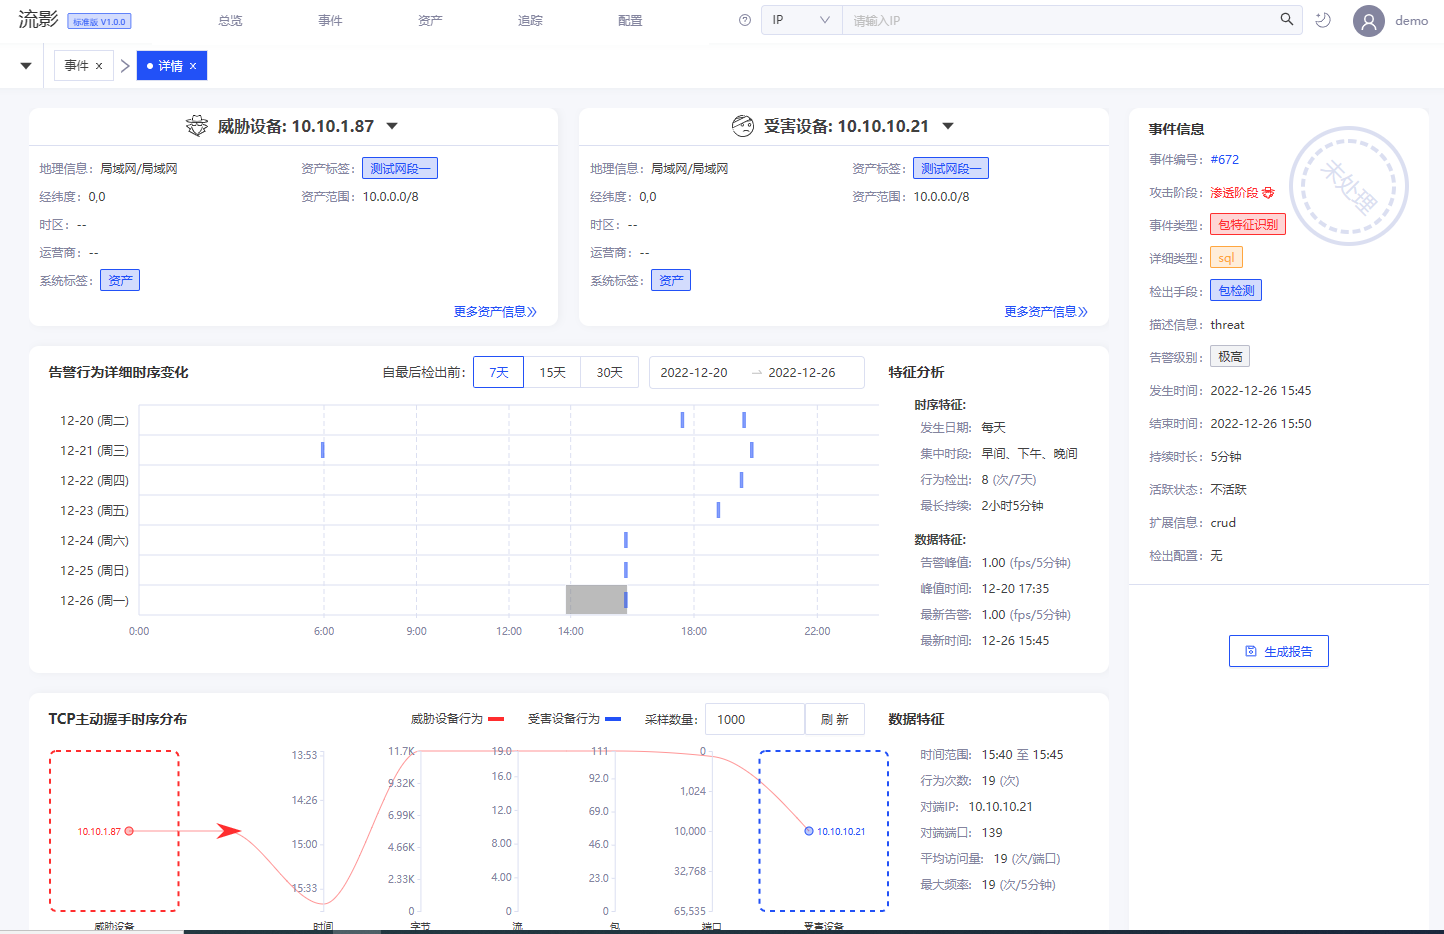 流影 标准版 V1.0.0 总览 事件 资产 追踪 配置 IP 请输入IP demo
事件 x 详情 x
威胁设备: 10.10.1.87
地理信息: 局域网/局域网 资产标签: 测试网段一
经纬度: 0,0 资产范围: 10.0.0.0/8
时区: --
运营商: --
系统标签: 资产
更多资产信息
受害设备: 10.10.10.21
地理信息: 局域网/局域网 资产标签: 测试网段一
经纬度: 0,0 资产范围: 10.0.0.0/8
时区: --
运营商: --
系统标签: 资产
更多资产信息
事件信息
未处理
事件编号: #672
攻击阶段: 渗透阶段
事件类型: 包特征识别
详细类型: sql
检出手段: 包检测
描述信息: threat
告警级别: 极高
发生时间: 2022-12-26 15:45
结束时间: 2022-12-26 15:50
持续时长: 5分钟
活跃状态: 不活跃
扩展信息: crud
检出配置: 无
生成报告
告警行为详细时序变化 自最后检出前: 7天 15天 30天 2022-12-20 → 2022-12-26
12-20 (周二)
12-21 (周三)
12-22 (周四)
12-23 (周五)
12-24 (周六)
12-25 (周日)
12-26 (周一)
0:00 6:00 9:00 12:00 14:00 18:00 22:00
特征分析
时序特征:
发生日期: 每天
集中时段: 早间、下午、晚间
行为检出: 8 (次/7天)
最长持续: 2小时5分钟
数据特征:
告警峰值: 1.00 (fps/5分钟)
峰值时间: 12-20 17:35
最新告警: 1.00 (fps/5分钟)
最新时间: 12-26 15:45
TCP主动握手时序分布 威胁设备行为 受害设备行为 采样数量: 1000 刷 新
13:53 11.7K 19.0 111 0
9.32K 16.0 92.0 1,024
14:26 6.99K 12.0 69.0
10.10.1.87 10,000 10.10.10.21
15:00 4.66K 8.00 46.0
15:33 2.33K 4.00 23.0 32,768
0 0 0 65,535
威胁设备 时间 字节 流 包 端口 受害设备
数据特征
时间范围: 15:40 至 15:45
行为次数: 19 (次)
对端IP: 10.10.10.21
对端端口: 139
平均访问量: 19 (次/端口)
最大频率: 19 (次/5分钟)